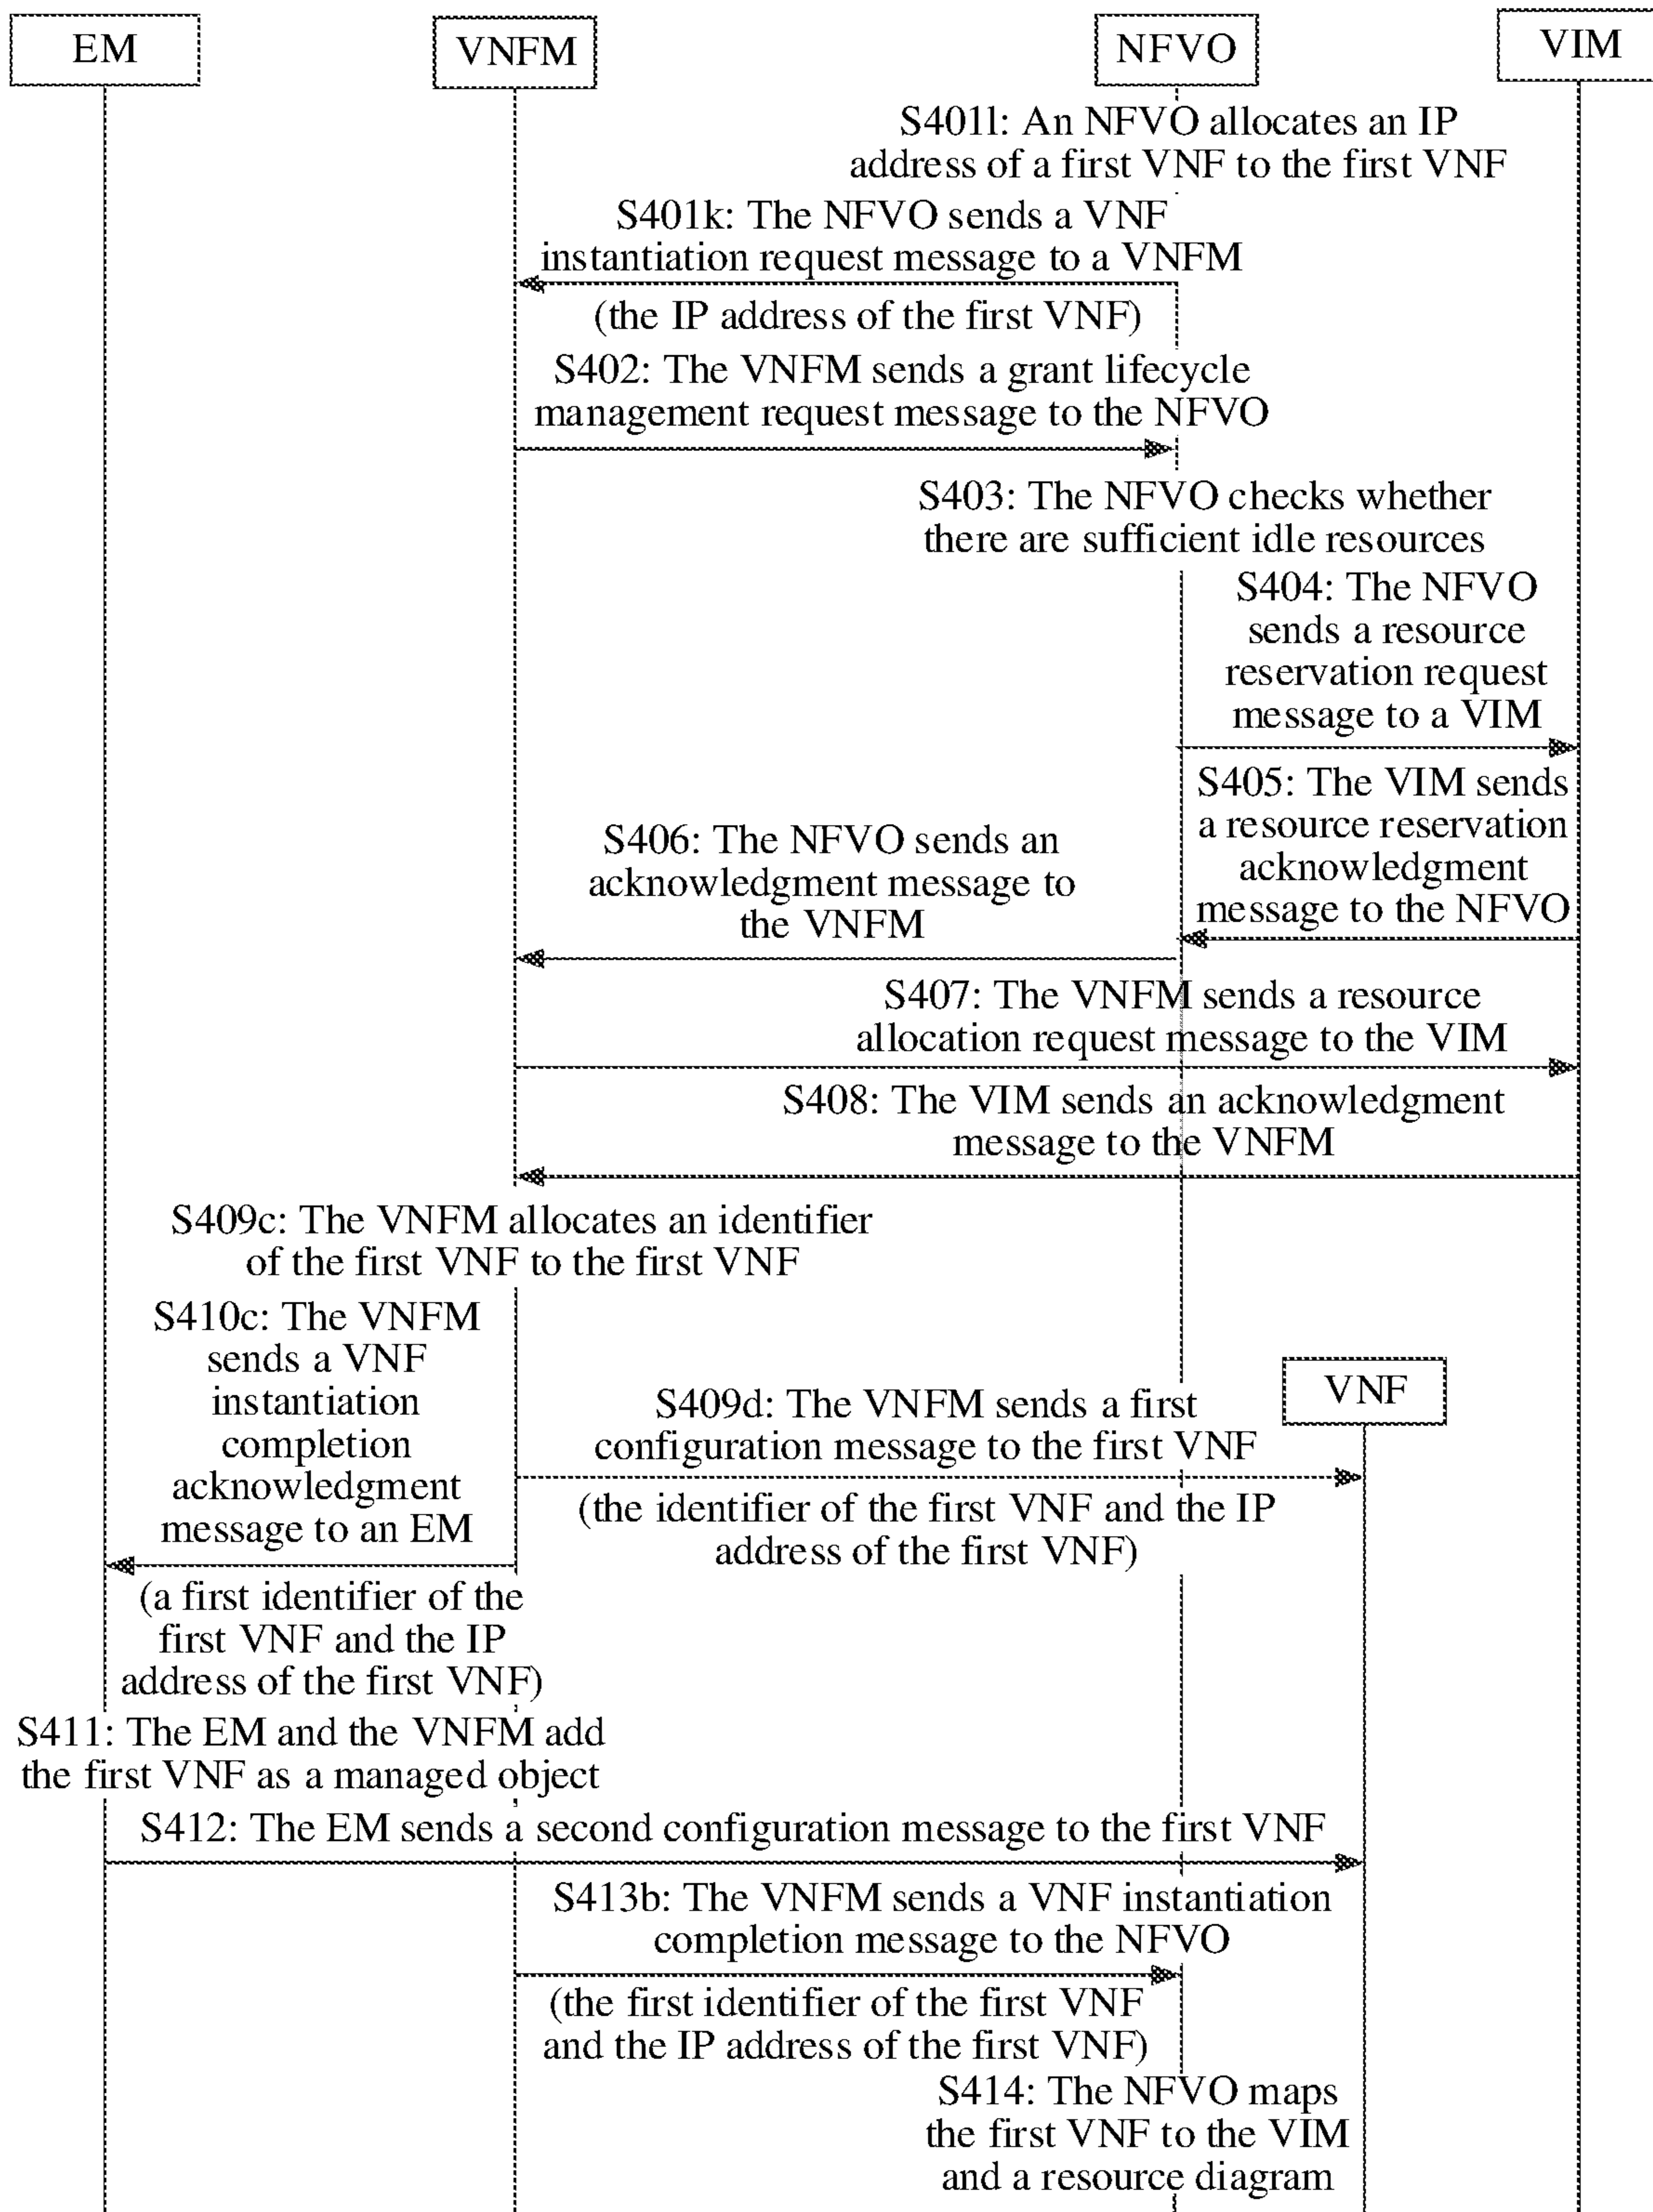 EM
VNFM
NFVO
VIM
S401l: An NFVO allocates an IP
address of a first VNF to the first VNF
S401k: The NFVO sends a VNF
instantiation request message to a VNFM
(the IP address of the first VNF)
S402: The VNFM sends a grant lifecycle
management request message to the NFVO
S403: The NFVO checks whether
there are sufficient idle resources
S404: The NFVO
sends a resource
reservation request
message to a VIM
S405: The VIM sends
a resource reservation
acknowledgment
message to the NFVO
S406: The NFVO sends an
acknowledgment message to
the VNFM
S407: The VNFM sends a resource
allocation request message to the VIM
S408: The VIM sends an acknowledgment
message to the VNFM
S409c: The VNFM allocates an identifier
of the first VNF to the first VNF
S410c: The VNFM
sends a VNF
instantiation
completion
acknowledgment
message to an EM
(a first identifier of the
first VNF and the IP
address of the first VNF)
VNF
S409d: The VNFM sends a first
configuration message to the first VNF
(the identifier of the first VNF and the IP
address of the first VNF)
S411: The EM and the VNFM add
the first VNF as a managed object
S412: The EM sends a second configuration message to the first VNF
S413b: The VNFM sends a VNF instantiation
completion message to the NFVO
(the first identifier of the first VNF
and the IP address of the first VNF)
S414: The NFVO maps
the first VNF to the VIM
and a resource diagram